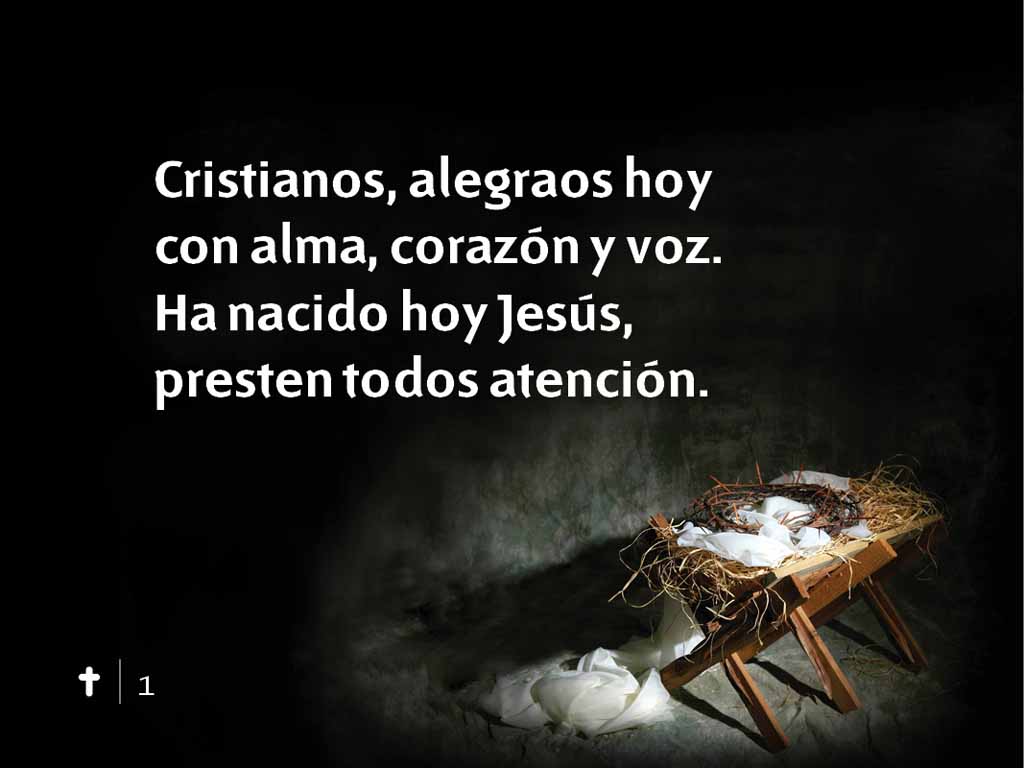 Cristianos, alegraos hoy
con alma, corazón y voz.
Ha nacido hoy Jesús,
presten todos atención.
1